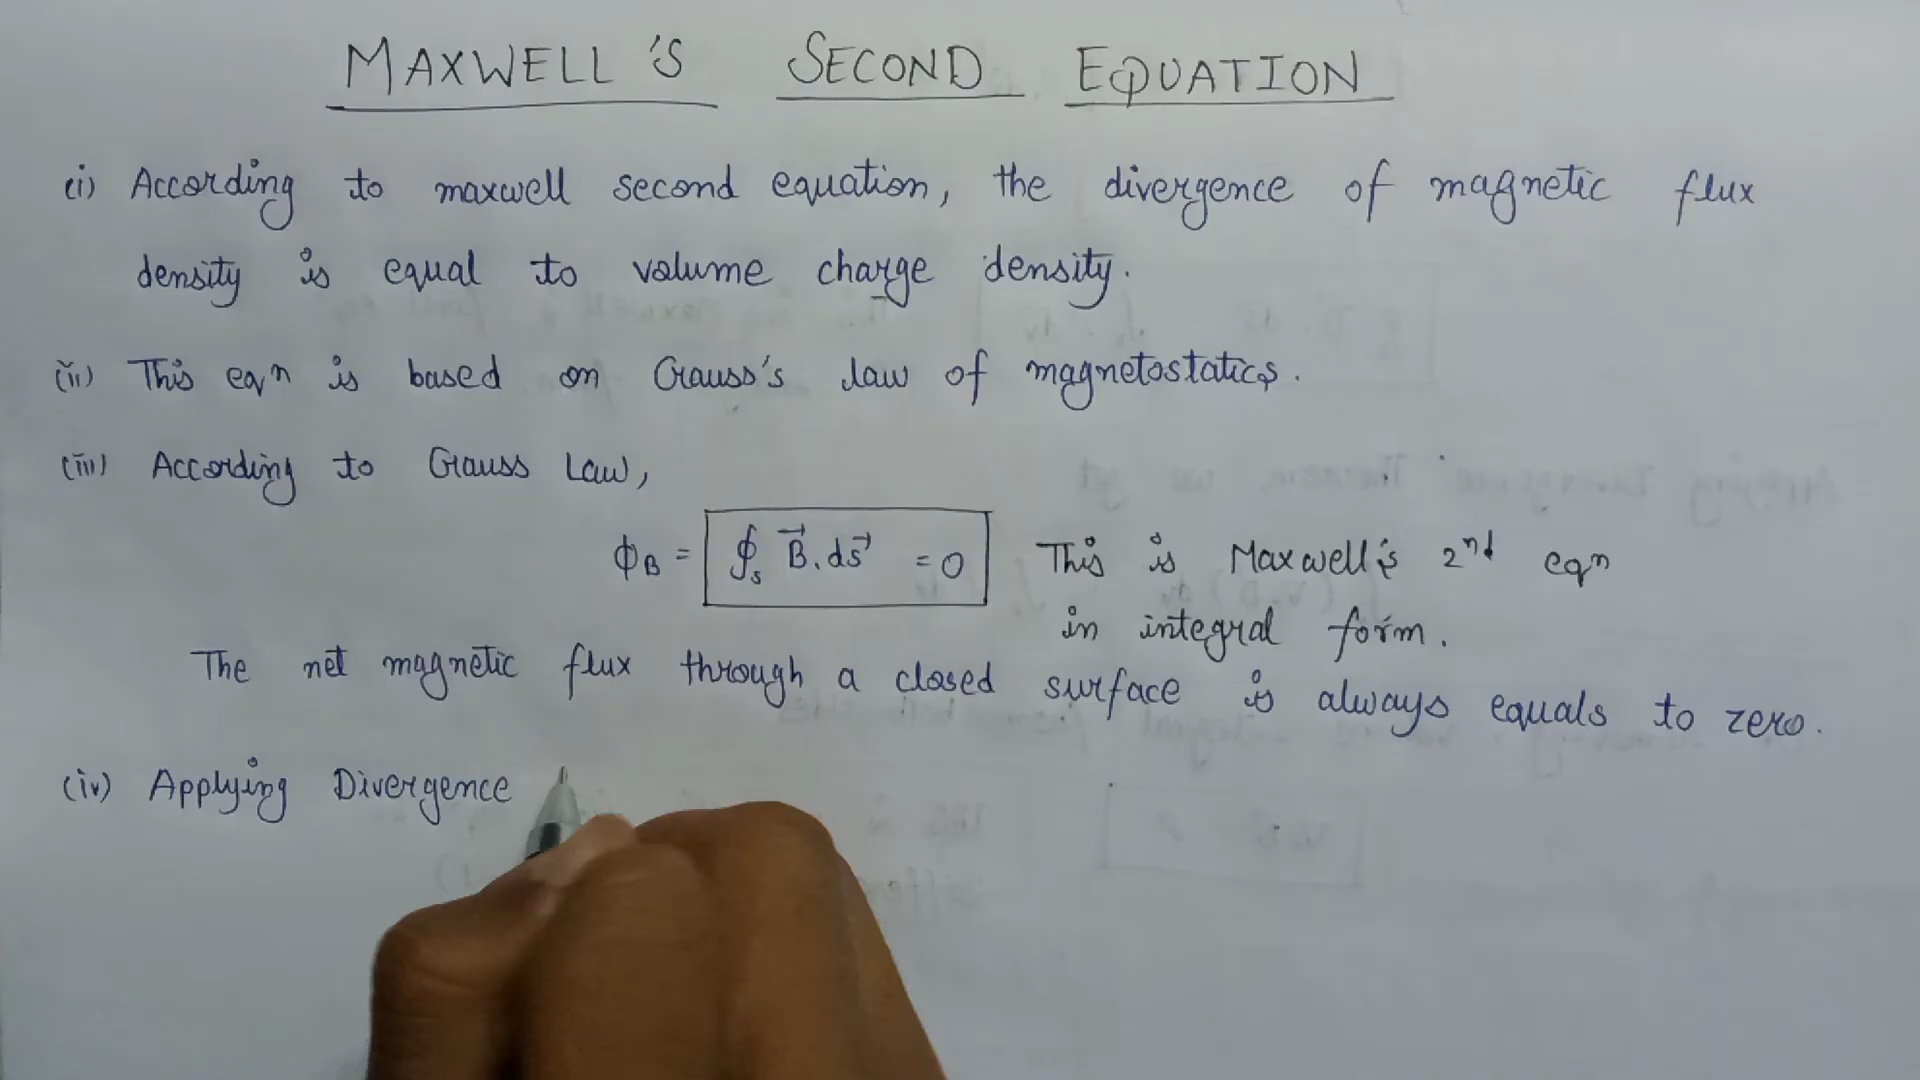 MAXWELL'S SECOND EQUATION
(i) According to maxwell second equation, the divergence of magnetic flux
density is equal to volume charge density.
(ii) This eqn is based on Gauss's law of magnetostatics.
(iii) According to Gauss Law,
ϕB = ∮s B⃗. ds⃗ = 0 This is Maxwell's 2nd eqn
in integral form.
The net magnetic flux through a closed surface is always equals to zero.
(iv) Applying Divergence